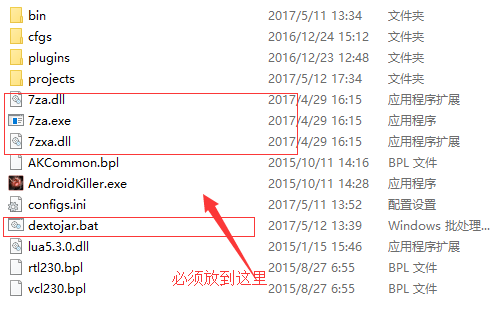 bin 2017/5/11 13:34 文件夹
cfgs 2016/12/24 15:12 文件夹
plugins 2016/12/23 12:48 文件夹
projects 2017/5/12 17:34 文件夹
7za.dll 2017/4/29 16:15 应用程序扩展
7za.exe 2017/4/29 16:15 应用程序
7zxa.dll 2017/4/29 16:15 应用程序扩展
AKCommon.bpl 2015/10/11 14:16 BPL 文件
AndroidKiller.exe 2015/10/11 14:28 应用程序
configs.ini 2017/5/11 13:52 配置设置
dextojar.bat 2017/5/12 13:39 Windows 批处理...
lua5.3.0.dll 2015/1/15 15:46 应用程序扩展
rtl230.bpl 2015/8/27 6:55 BPL 文件
必须放到这里
vcl230.bpl 2015/8/27 6:55 BPL 文件